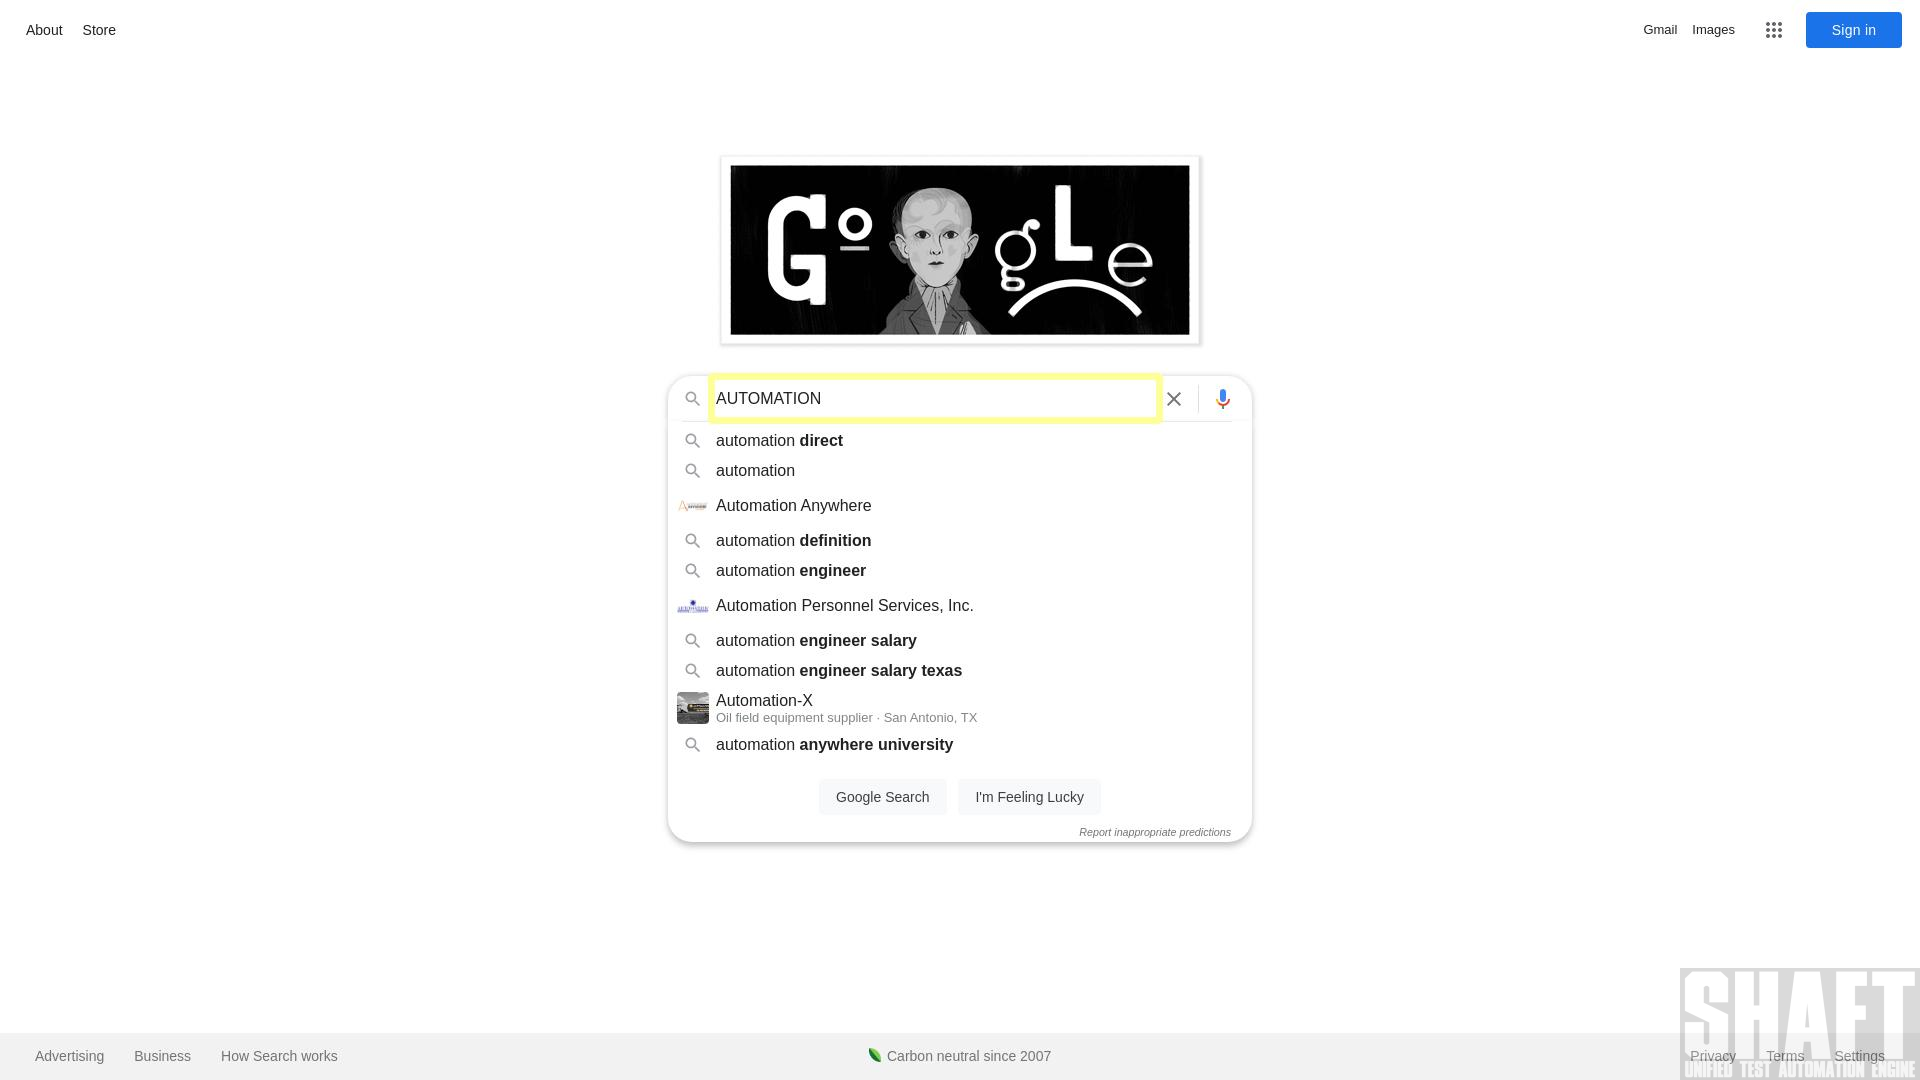 About Store
Gmail Images Sign in
GogLe
AUTOMATION
automation direct
automation
Automation Anywhere
automation definition
automation engineer
Automation Personnel Services, Inc.
automation engineer salary
automation engineer salary texas
Automation-X
Oil field equipment supplier · San Antonio, TX
automation anywhere university
Google Search I'm Feeling Lucky
Report inappropriate predictions
SHAFT
Advertising Business How Search works Carbon neutral since 2007 Privacy Terms Settings
UNIFIED TEST AUTOMATION ENGINE